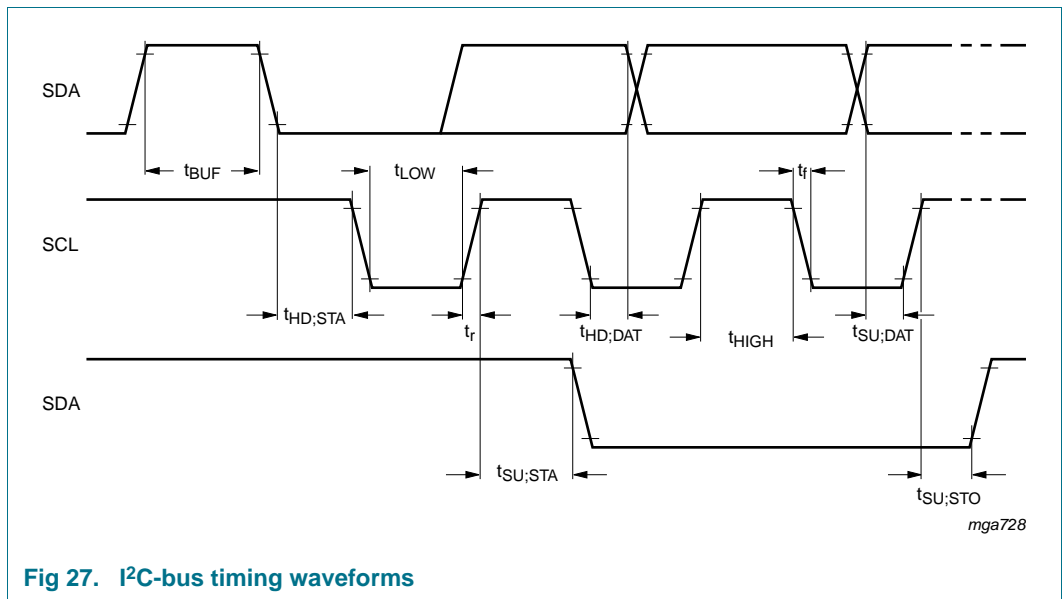 SDA
tBUF
tLOW
tf
SCL
tHD;STA
tr
tHD;DAT
tHIGH
tSU;DAT
SDA
tSU;STA
tSU;STO
mga728
Fig 27. I²C-bus timing waveforms